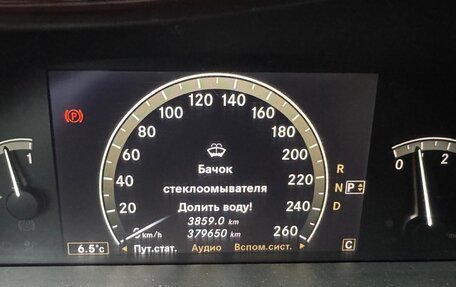 120 140
100 160
80 180
60 200
40 220
20 240
0 260
km/h
Бачок
стеклоомывателя
Долить воду!
3859.0 km
379650 km
Пут.стат. Аудио Вспом.сист.
6.5°C
C
R
N P
D
1
0 2
(P)